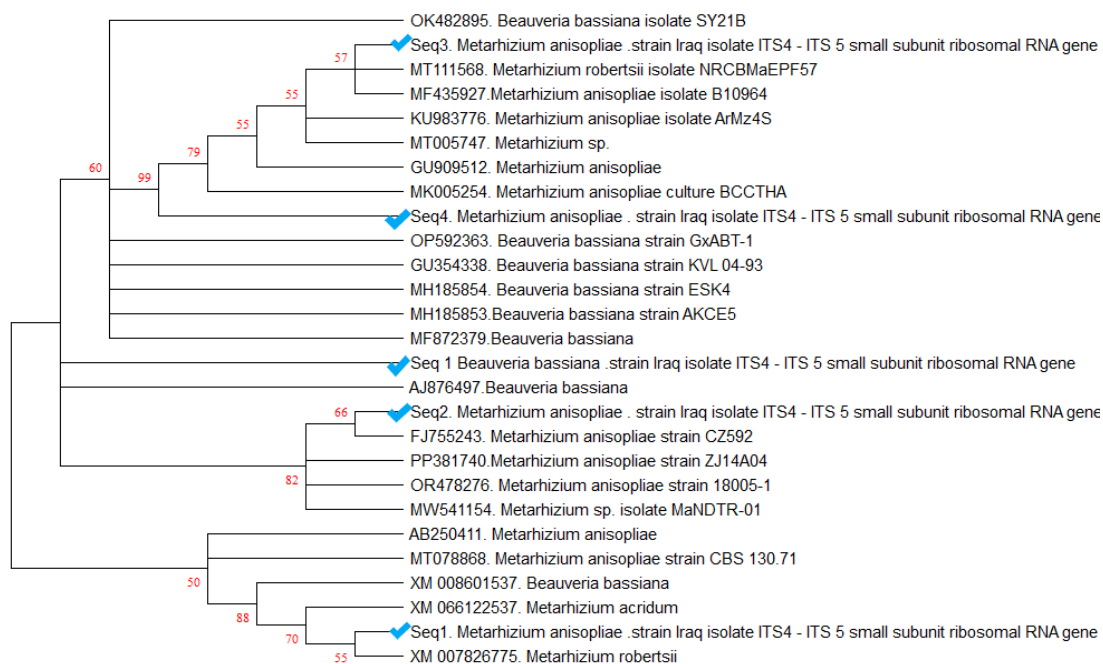 OK482895. Beauveria bassiana isolate SY21B
Seq3. Metarhizium anisopliae .strain Iraq isolate ITS4 - ITS 5 small subunit ribosomal RNA gene
57
MT111568. Metarhizium robertsii isolate NRCBMaEPF57
MF435927.Metarhizium anisopliae isolate B10964
55
KU983776. Metarhizium anisopliae isolate ArMz4S
55
MT005747. Metarhizium sp.
79
GU909512. Metarhizium anisopliae
60
99
MK005254. Metarhizium anisopliae culture BCCTHA
Seq4. Metarhizium anisopliae . strain Iraq isolate ITS4 - ITS 5 small subunit ribosomal RNA gene
OP592363. Beauveria bassiana strain GxABT-1
GU354338. Beauveria bassiana strain KVL 04-93
MH185854. Beauveria bassiana strain ESK4
MH185853.Beauveria bassiana strain AKCE5
MF872379.Beauveria bassiana
Seq 1 Beauveria bassiana .strain Iraq isolate ITS4 - ITS 5 small subunit ribosomal RNA gene
AJ876497.Beauveria bassiana
66
Seq2. Metarhizium anisopliae . strain Iraq isolate ITS4 - ITS 5 small subunit ribosomal RNA gene
FJ755243. Metarhizium anisopliae strain CZ592
PP381740.Metarhizium anisopliae strain ZJ14A04
82
OR478276. Metarhizium anisopliae strain 18005-1
MW541154. Metarhizium sp. isolate MaNDTR-01
AB250411. Metarhizium anisopliae
MT078868. Metarhizium anisopliae strain CBS 130.71
50
XM 008601537. Beauveria bassiana
88
XM 066122537. Metarhizium acridum
70
Seq1. Metarhizium anisopliae .strain Iraq isolate ITS4 - ITS 5 small subunit ribosomal RNA gene
55
XM 007826775. Metarhizium robertsii